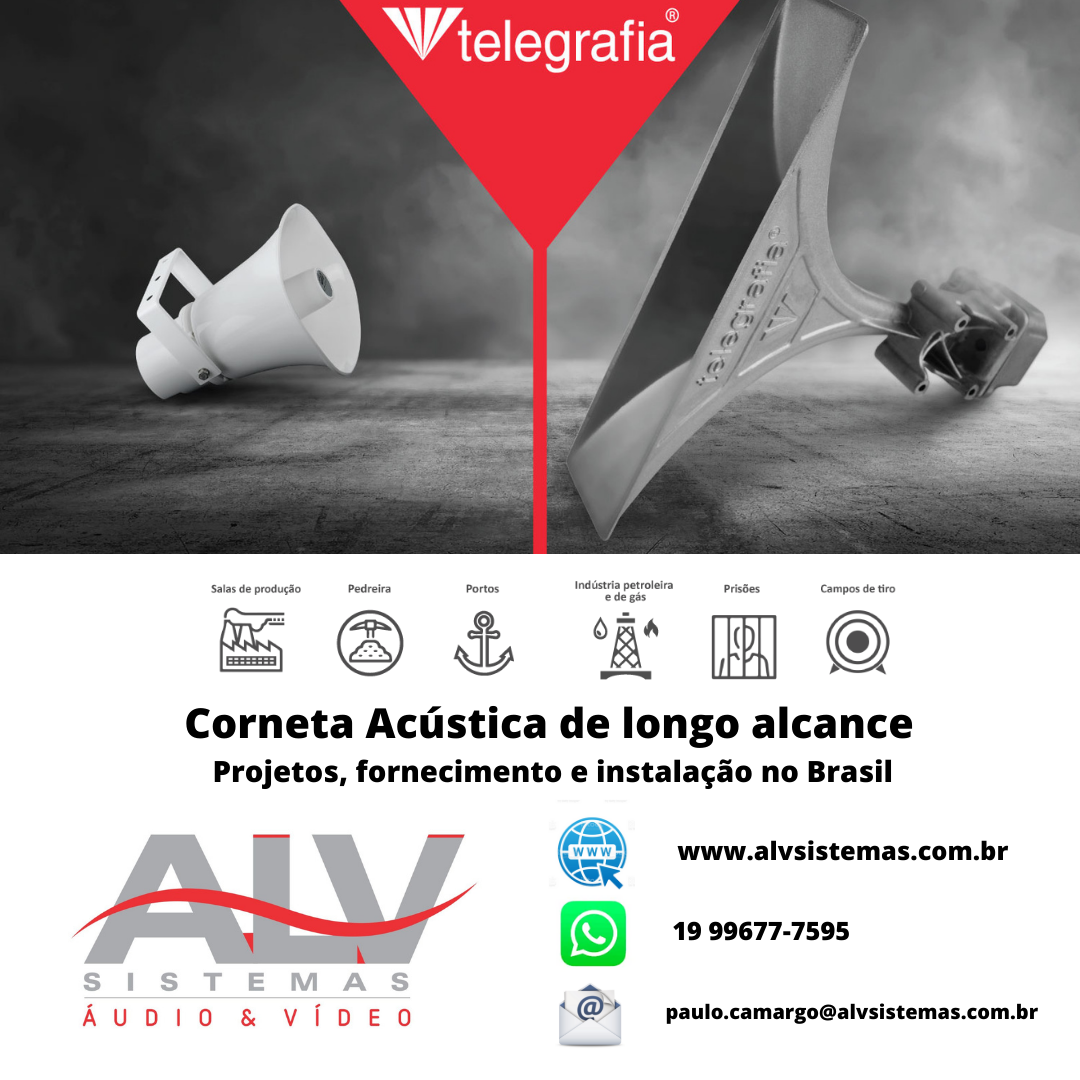 telegrafia®
telegrafia®
Salas de produção
Pedreira
Portos
Indústria petroleira
e de gás
Prisões
Campos de tiro
Corneta Acústica de longo alcance
Projetos, fornecimento e instalação no Brasil
ALV
SISTEMAS
ÁUDIO & VÍDEO
WWW
www.alvsistemas.com.br
19 99677-7595
@
paulo.camargo@alvsistemas.com.br